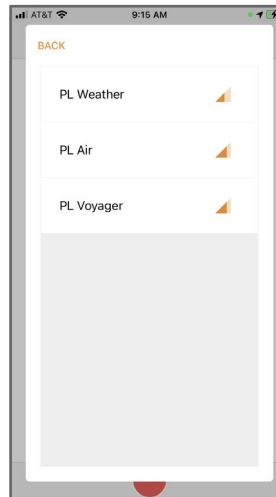 AT&T 9:15 AM
BACK
PL Weather
PL Air
PL Voyager